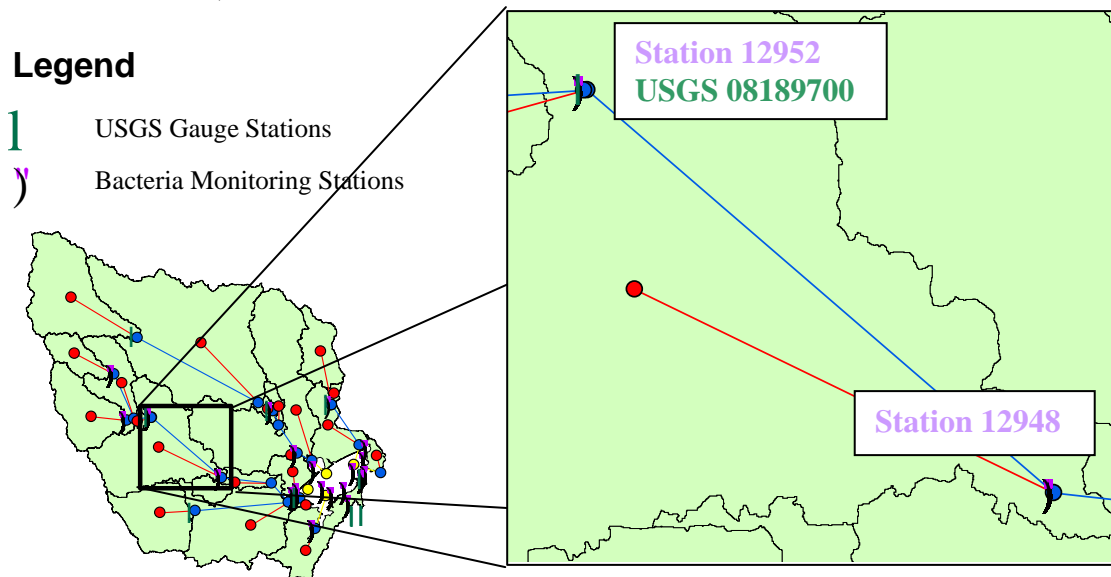 Legend
USGS Gauge Stations
Bacteria Monitoring Stations
Station 12952
USGS 08189700
Station 12948